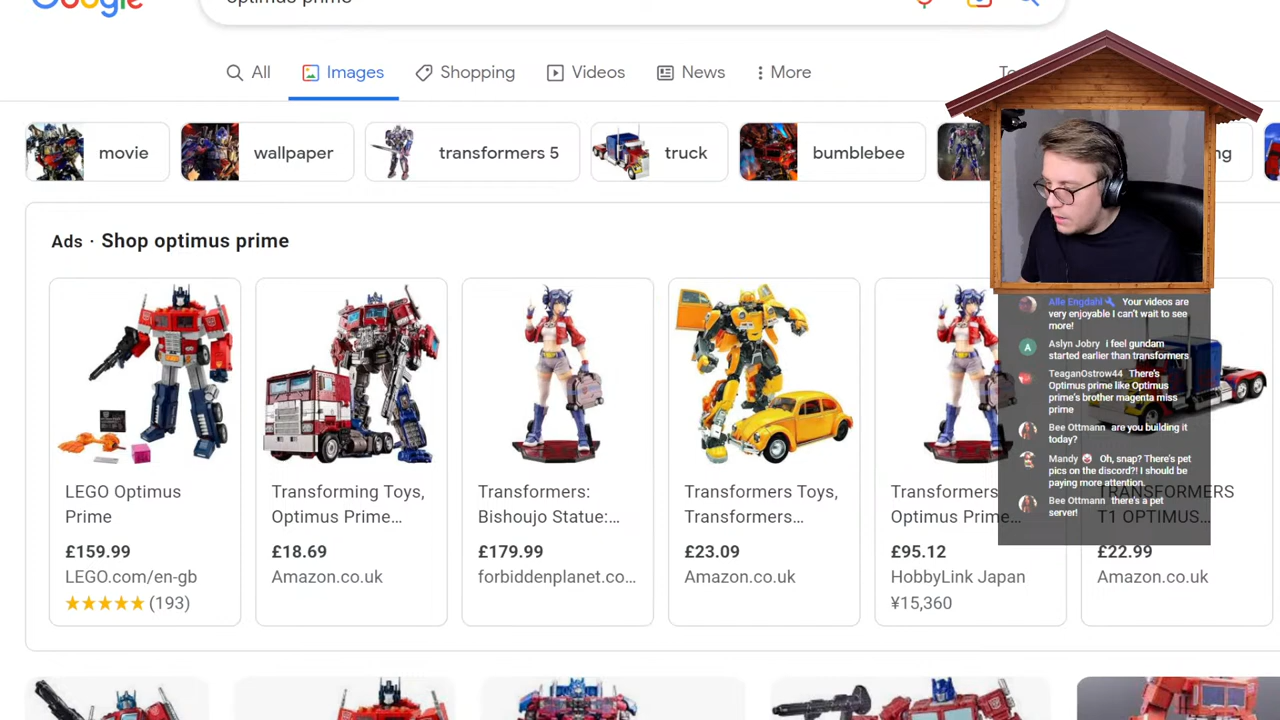 Google
optimus prime
All
Images
Shopping
Videos
News
More
movie
wallpaper
transformers 5
truck
bumblebee
ng
Ads · Shop optimus prime
LEGO Optimus
Prime
£159.99
LEGO.com/en-gb
(193)
Transforming Toys,
Optimus Prime...
£18.69
Amazon.co.uk
Transformers:
Bishoujo Statue:...
£179.99
forbiddenplanet.co...
Transformers Toys,
Transformers...
£23.09
Amazon.co.uk
Transformers
Optimus Prime...
£95.12
HobbyLink Japan
¥15,360
TRANSFORMERS
T1 OPTIMUS...
£22.99
Amazon.co.uk
Alie Engdahl Your videos are
very enjoyable I can't wait to see
more!
Aslyn Jobry i feel gundam
started earlier than transformers
TeaganOstrow44 There's
Optimus prime like Optimus
prime's brother magenta miss
prime
Bee Ottmann are you building it
today?
Mandy Oh, snap? There's pet
pics on the discord?! I should be
paying more attention.
Bee Ottmann there's a pet
server!